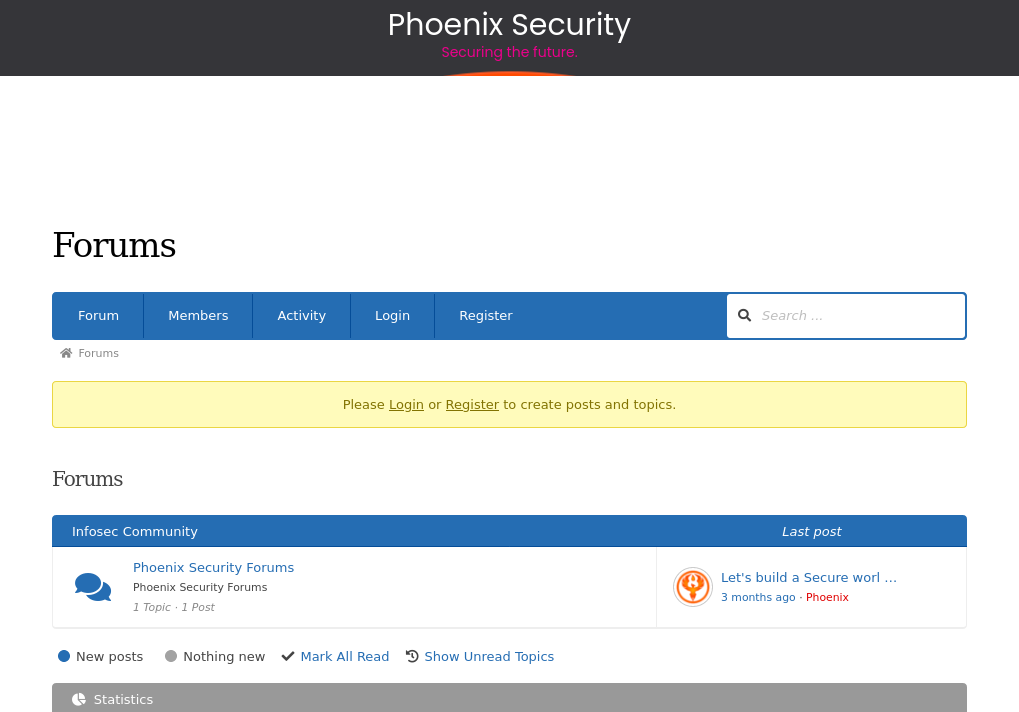 Phoenix Security
Securing the future.
Forums
Forum Members Activity Login Register Search ...
Forums
Please Login or Register to create posts and topics.
Forums
Infosec Community Last post
Phoenix Security Forums
Phoenix Security Forums
1 Topic · 1 Post
Let's build a Secure worl …
3 months ago · Phoenix
New posts Nothing new Mark All Read Show Unread Topics
Statistics